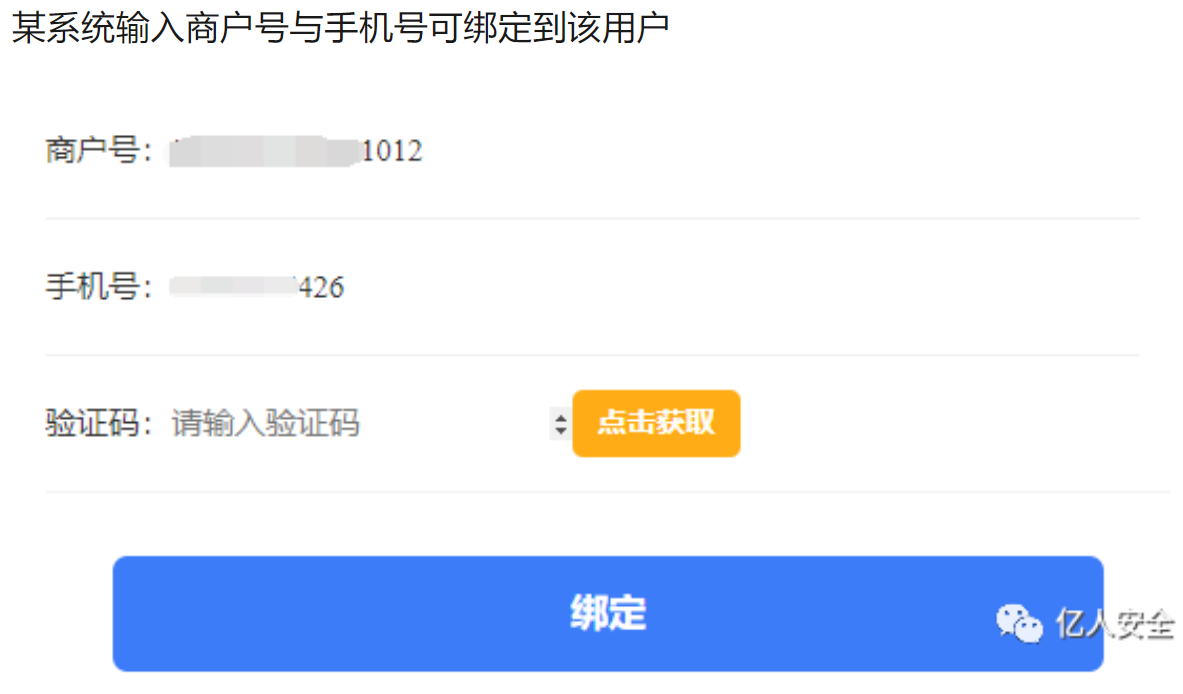 某系统输入商户号与手机号可绑定到该用户
商户号：1012
手机号：426
验证码：请输入验证码 点击获取
绑定
亿人安全